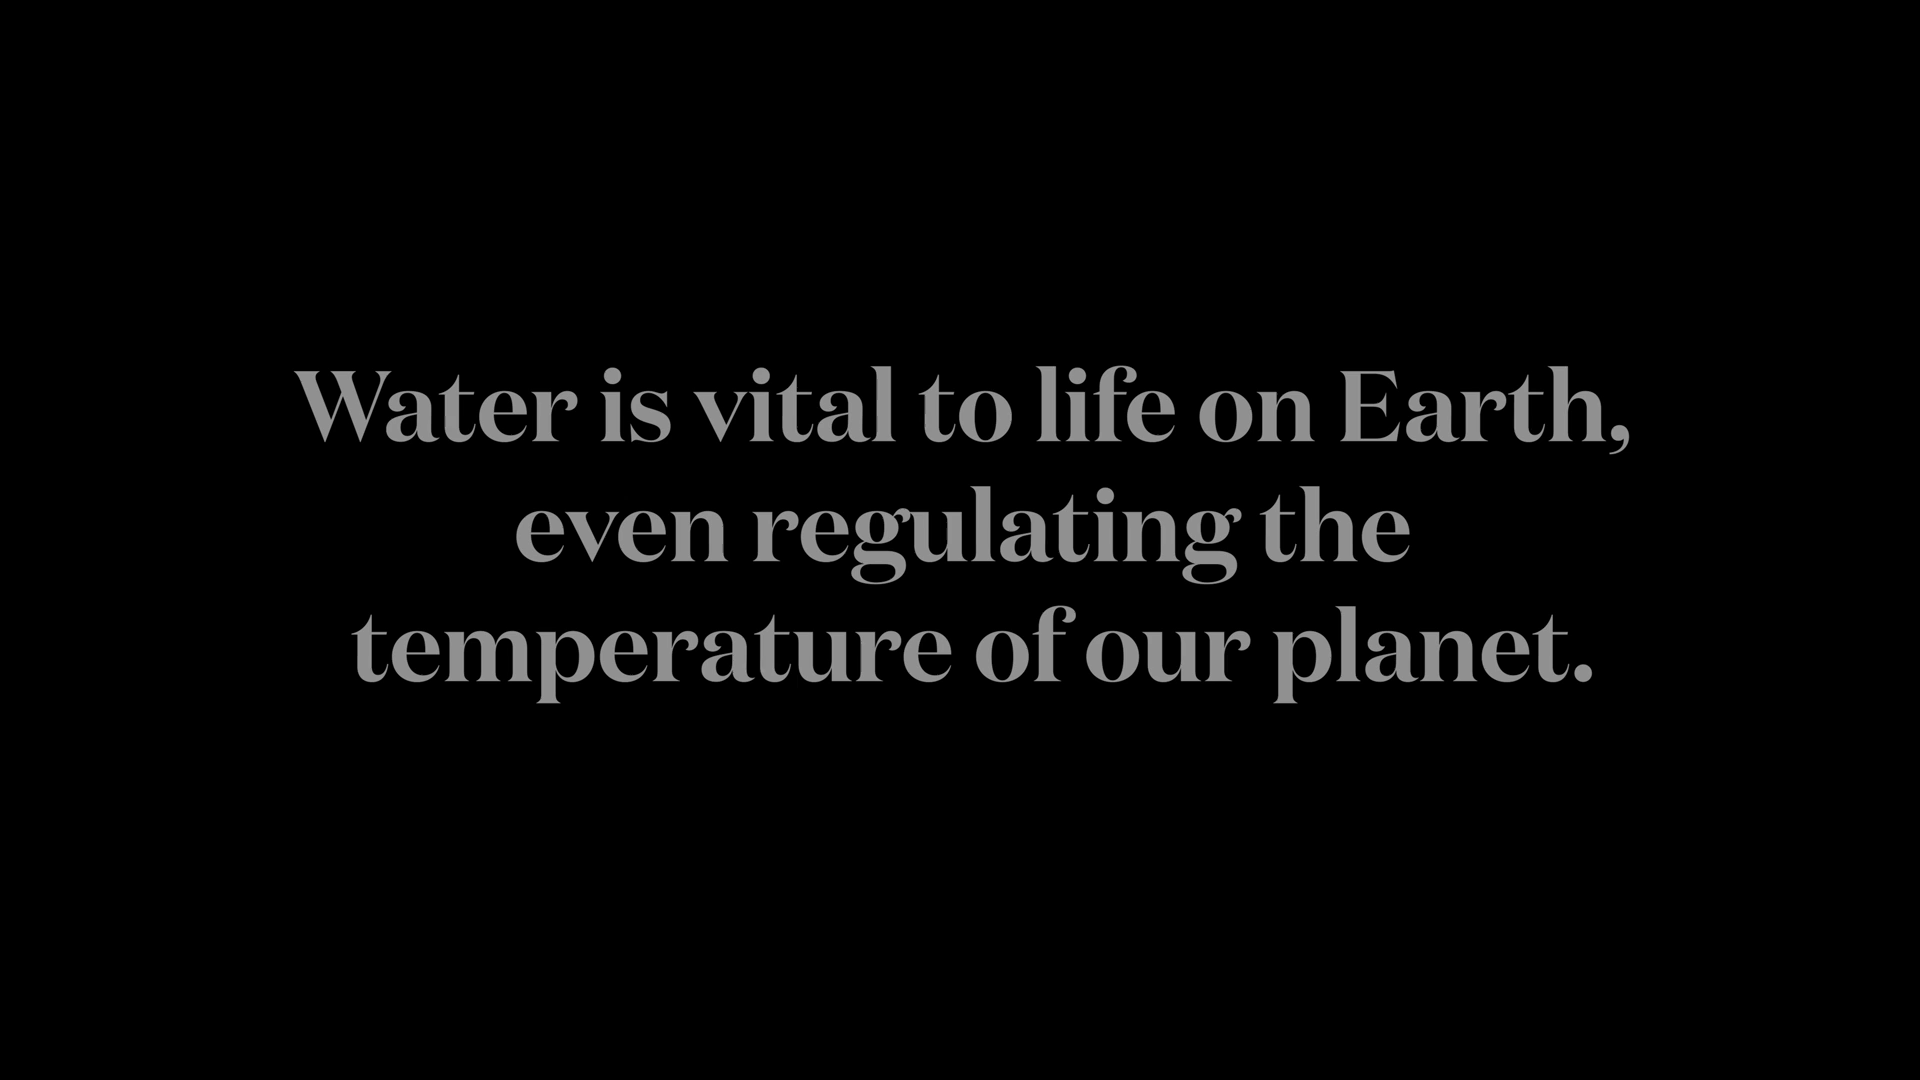 Water is vital to life on Earth,
even regulating the
temperature of our planet.